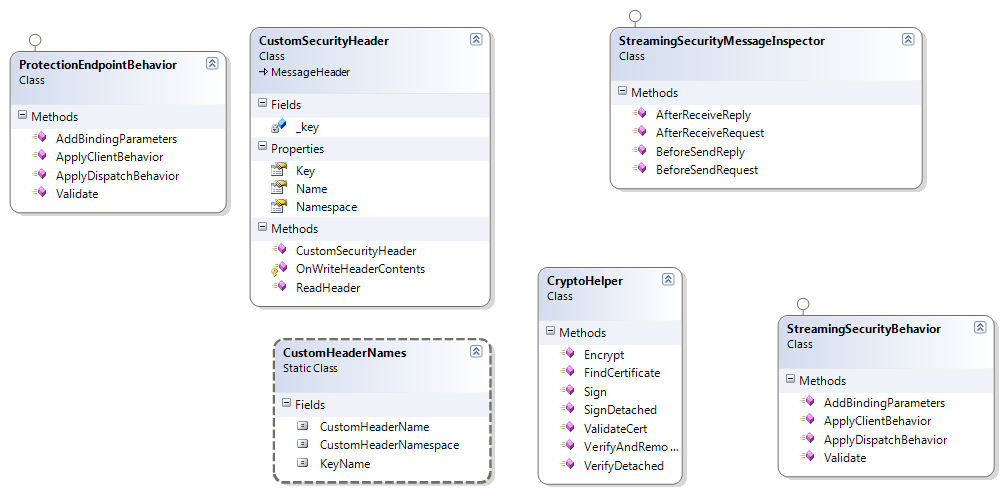 ProtectionEndpointBehavior
Class
Methods
AddBindingParameters
ApplyClientBehavior
ApplyDispatchBehavior
Validate
CustomSecurityHeader
Class
MessageHeader
Fields
_key
Properties
Key
Name
Namespace
Methods
CustomSecurityHeader
OnWriteHeaderContents
ReadHeader
StreamingSecurityMessageInspector
Class
Methods
AfterReceiveReply
AfterReceiveRequest
BeforeSendReply
BeforeSendRequest
CustomHeaderNames
Static Class
Fields
CustomHeaderName
CustomHeaderNamespace
KeyName
CryptoHelper
Class
Methods
Encrypt
FindCertificate
Sign
SignDetached
ValidateCert
VerifyAndRemo...
VerifyDetached
StreamingSecurityBehavior
Class
Methods
AddBindingParameters
ApplyClientBehavior
ApplyDispatchBehavior
Validate